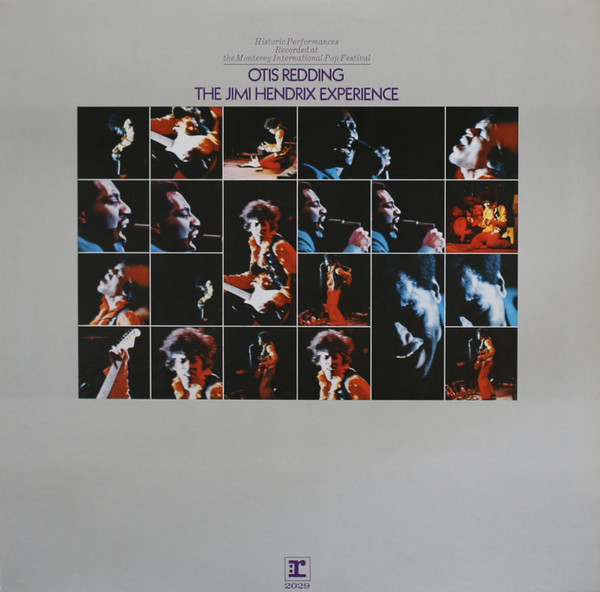 Historic Performances
Recorded at
the Monterey International Pop Festival
OTIS REDDING
THE JIMI HENDRIX EXPERIENCE
r
2029